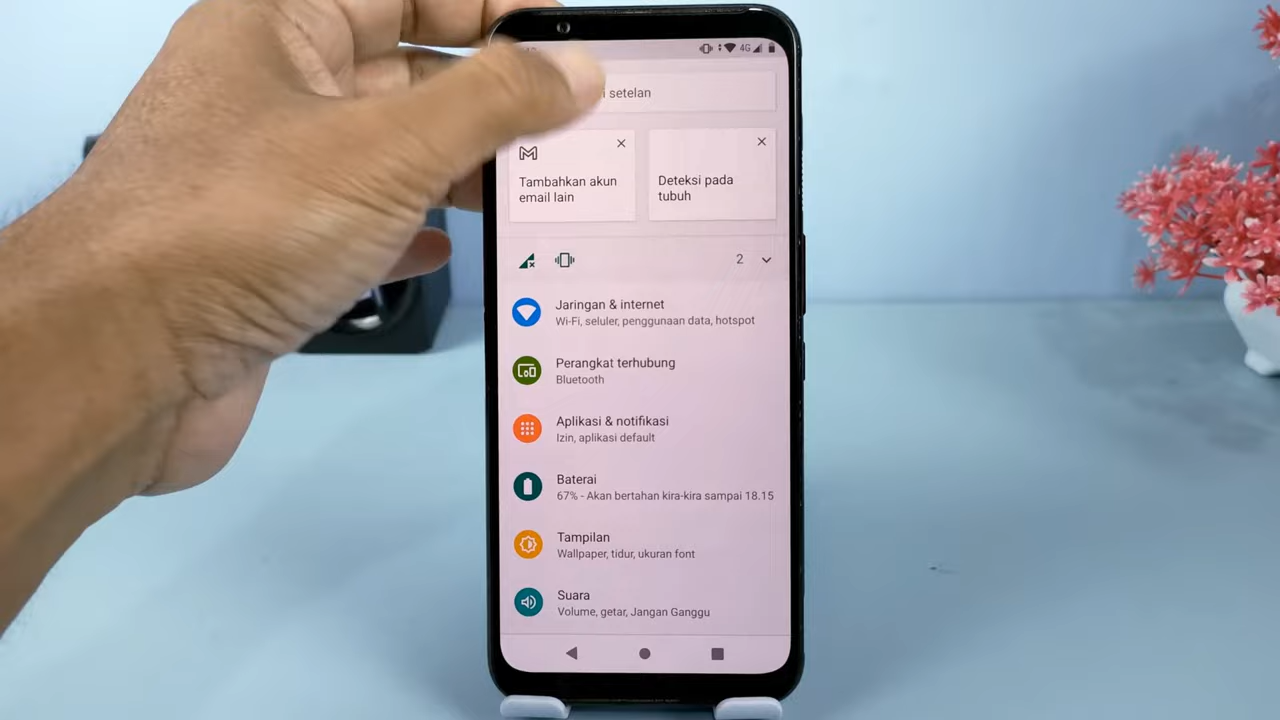 4G
setelan
Tambahkan akun
email lain
Deteksi pada
tubuh
2
Jaringan & internet
Wi-Fi, seluler, penggunaan data, hotspot
Perangkat terhubung
Bluetooth
Aplikasi & notifikasi
Izin, aplikasi default
Baterai
67% - Akan bertahan kira-kira sampai 18.15
Tampilan
Wallpaper, tidur, ukuran font
Suara
Volume, getar, Jangan Ganggu